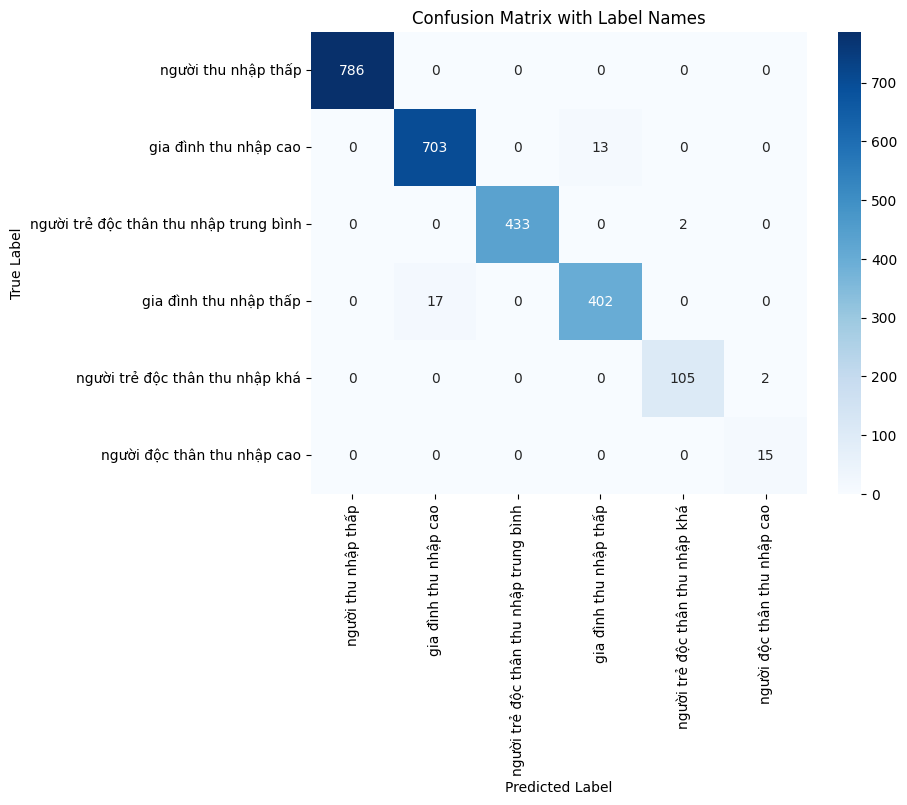 Confusion Matrix with Label Names
True Label
người thu nhập thấp 786 0 0 0 0 0
gia đình thu nhập cao 0 703 0 13 0 0
người trẻ độc thân thu nhập trung bình 0 0 433 0 2 0
gia đình thu nhập thấp 0 17 0 402 0 0
người trẻ độc thân thu nhập khá 0 0 0 0 105 2
người độc thân thu nhập cao 0 0 0 0 0 15
người thu nhập thấp
gia đình thu nhập cao
người trẻ độc thân thu nhập trung bình
gia đình thu nhập thấp
người trẻ độc thân thu nhập khá
người độc thân thu nhập cao
Predicted Label
700
600
500
400
300
200
100
0